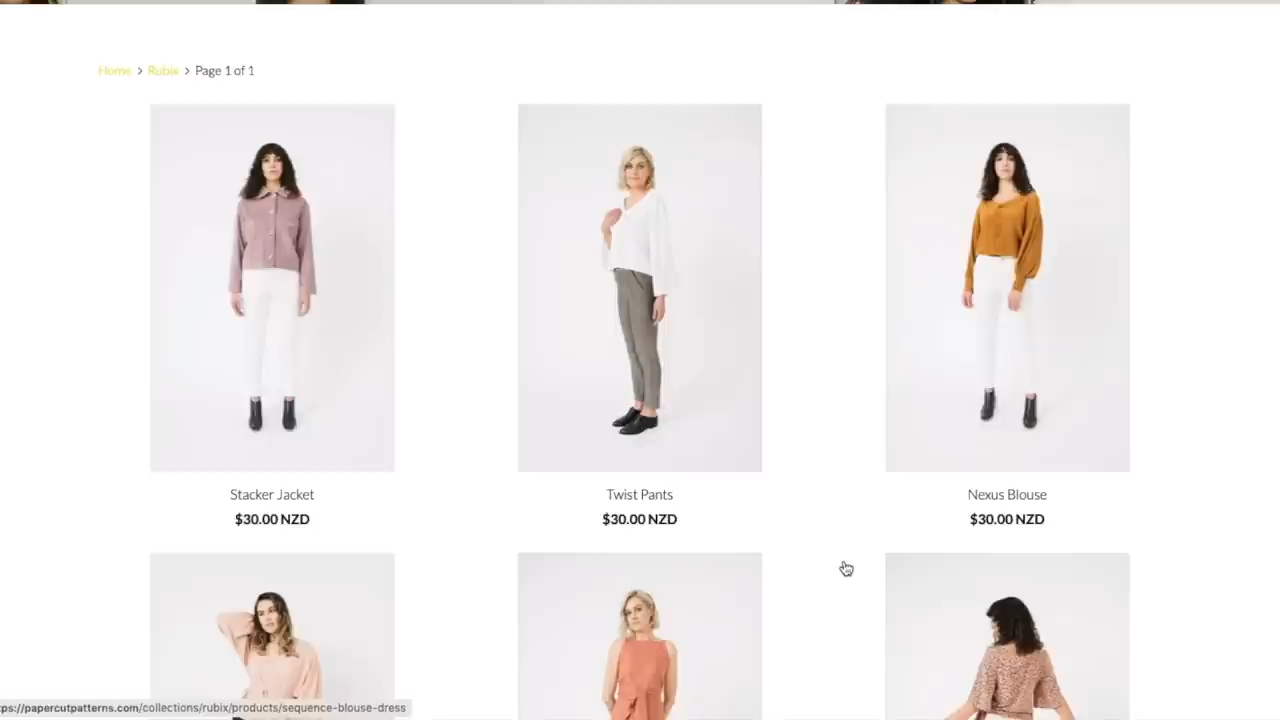 Home > Rubix > Page 1 of 1
Stacker Jacket
Twist Pants
Nexus Blouse
$30.00 NZD
$30.00 NZD
$30.00 NZD
tps://papercutpatterns.com/collections/rubix/products/sequence-blouse-dress